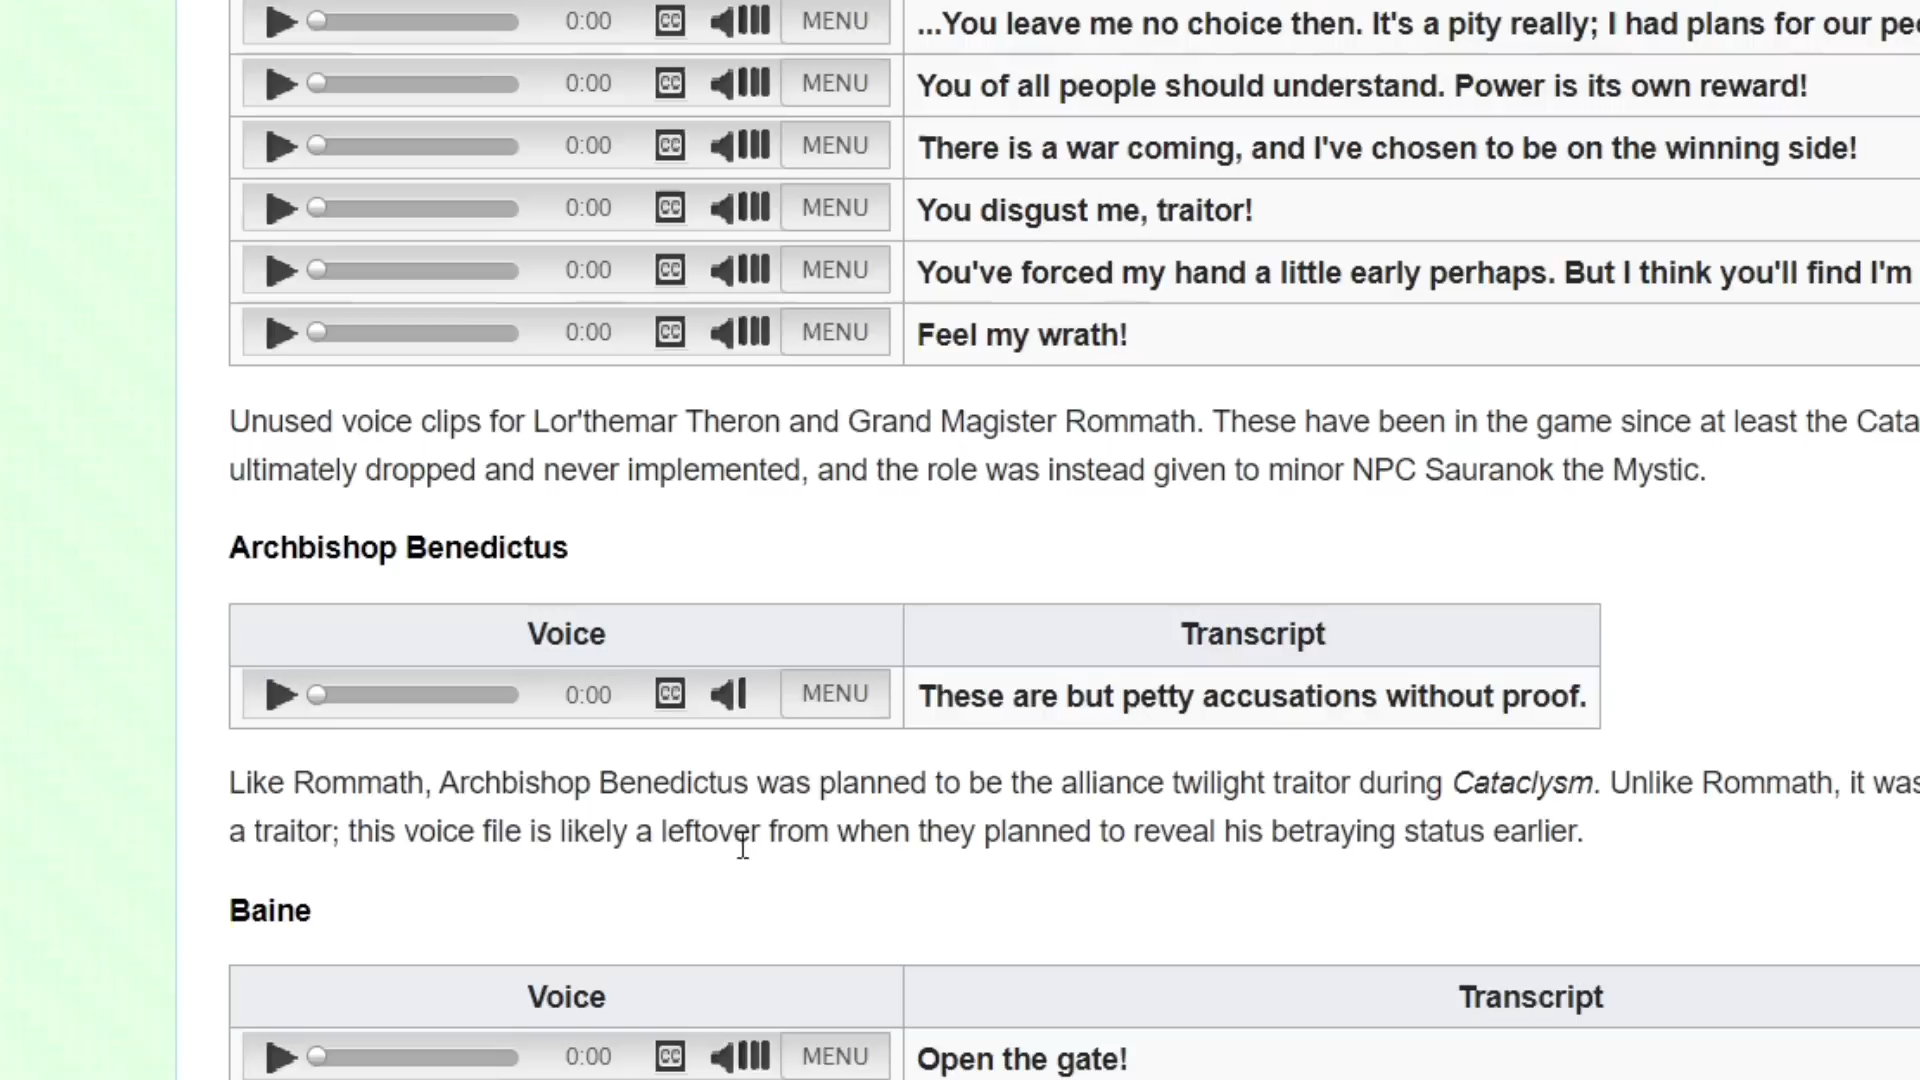 0:00 CC MENU ...You leave me no choice then. It's a pity really; I had plans for our
0:00 CC MENU You of all people should understand. Power is its own reward!
0:00 CC MENU There is a war coming, and I've chosen to be on the winning side!
0:00 CC MENU You disgust me, traitor!
0:00 CC MENU You've forced my hand a little early perhaps. But I think you'll find I'm
0:00 CC MENU Feel my wrath!
Unused voice clips for Lor'themar Theron and Grand Magister Rommath. These have been in the game since at least the
ultimately dropped and never implemented, and the role was instead given to minor NPC Sauranok the Mystic.
Archbishop Benedictus
Voice Transcript
0:00 CC MENU These are but petty accusations without proof.
Like Rommath, Archbishop Benedictus was planned to be the alliance twilight traitor during Cataclysm. Unlike Rommath, it was
a traitor; this voice file is likely a leftover from when they planned to reveal his betraying status earlier.
Baine
Voice Transcript
0:00 CC MENU Open the gate!